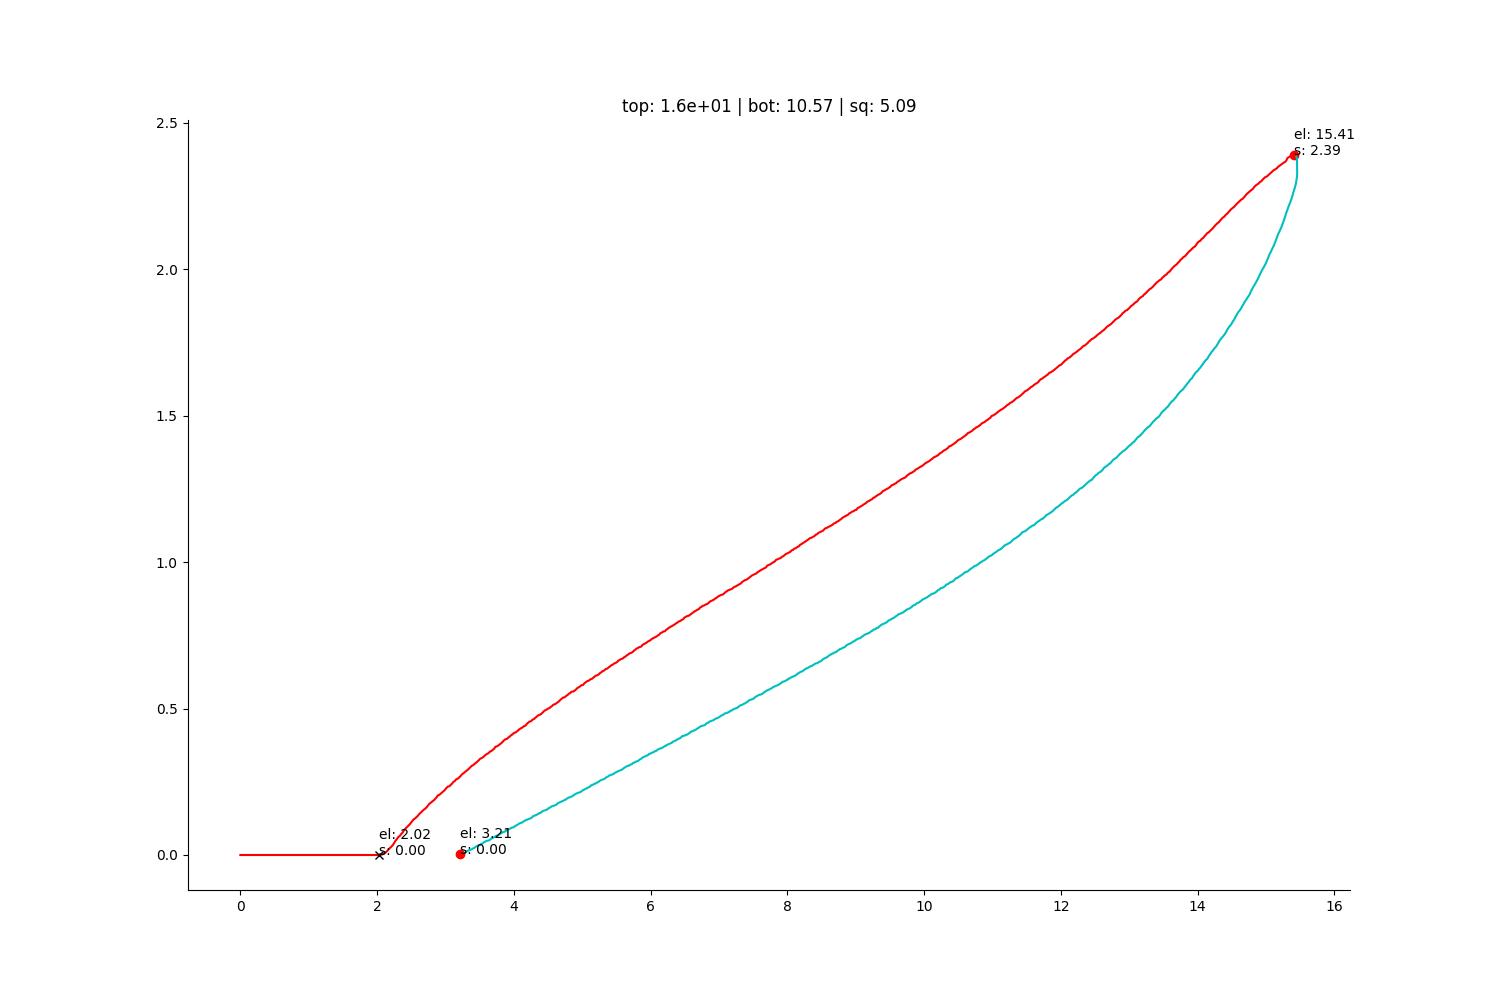 top: 1.6e+01 | bot: 10.57 | sq: 5.09
2.5
el: 15.41
s: 2.39
2.0
1.5
1.0
0.5
el: 2.02
s: 0.00
el: 3.21
s: 0.00
0.0
0 2 4 6 8 10 12 14 16